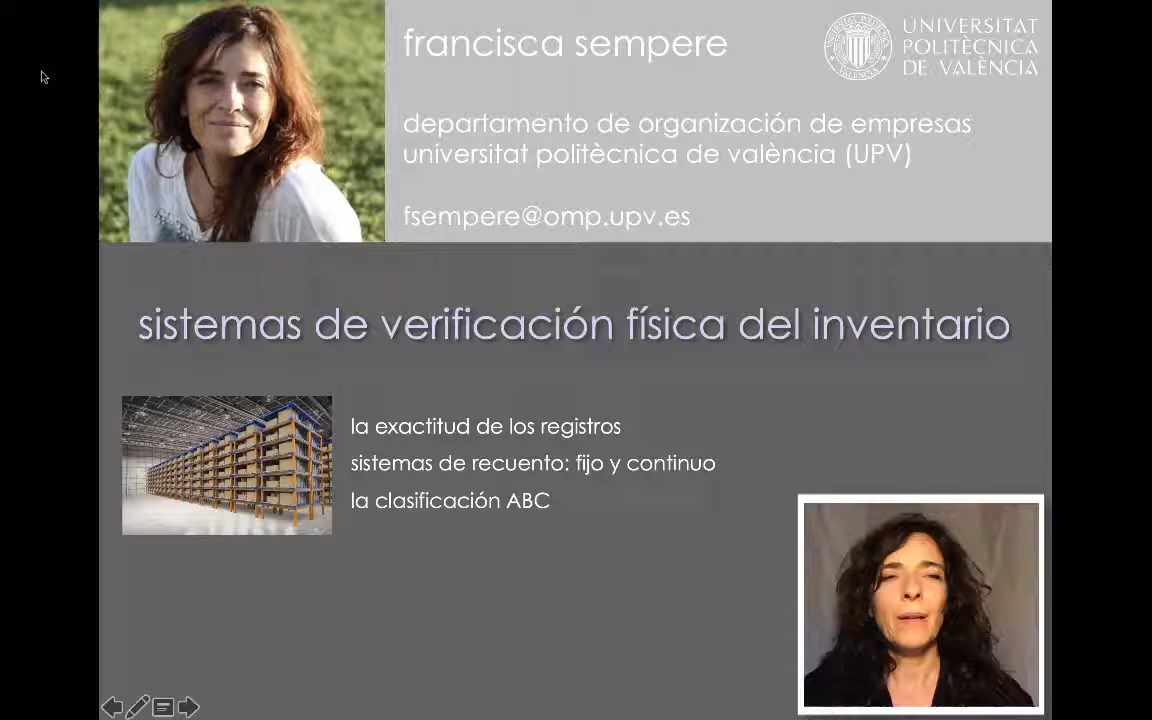 francisca sempere
UNIVERSITAT
POLITÈCNICA
DE VALÈNCIA
departamento de organización de empresas
universitat politècnica de valència (UPV)
fsempere@omp.upv.es
sistemas de verificación física del inventario
la exactitud de los registros
sistemas de recuento: fijo y continuo
la clasificación ABC